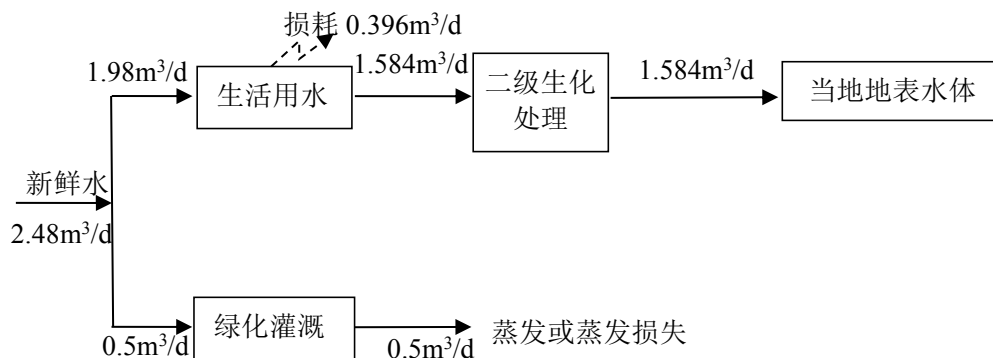 损耗 0.396m³/d
1.98m³/d
生活用水
1.584m³/d
二级生化
处理
1.584m³/d
当地地表水体
新鲜水
2.48m³/d
绿化灌溉
0.5m³/d
0.5m³/d
蒸发或蒸发损失